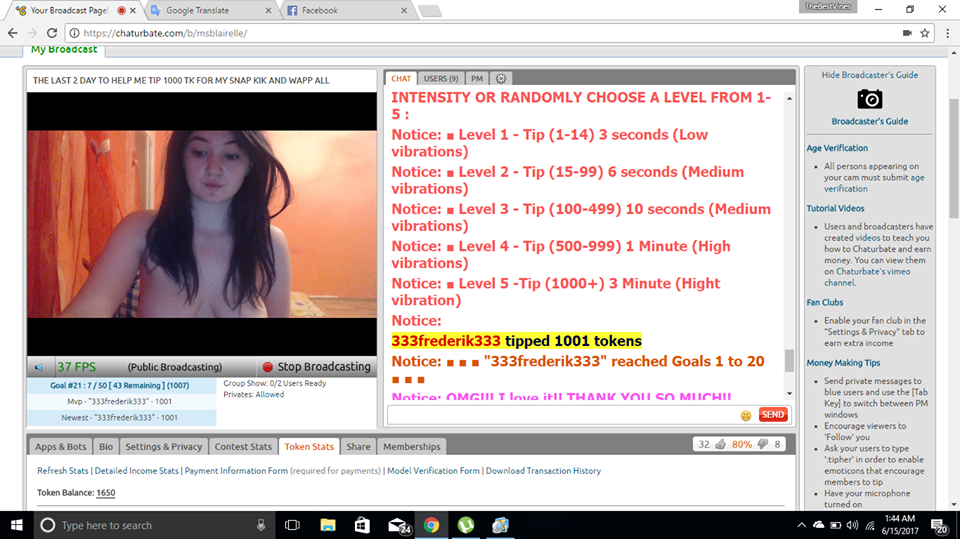 Your Broadcast Page!
Google Translate
Facebook
TheBestVines
https://chaturbate.com/b/msblairelle/
My Broadcast
THE LAST 2 DAY TO HELP ME TIP 1000 TK FOR MY SNAP KIK AND WAPP ALL
37 FPS
(Public Broadcasting)
Stop Broadcasting
Goal #21 : 7 / 50 [ 43 Remaining ] (1007)
Mvp - "333frederik333" - 1001
Newest - "333frederik333" - 1001
Group Show: 0/2 Users Ready
Privates: Allowed
CHAT
USERS (9)
PM
INTENSITY OR RANDOMLY CHOOSE A LEVEL FROM 1-
5 :
Notice: ■ Level 1 - Tip (1-14) 3 seconds (Low
vibrations)
Notice: ■ Level 2 - Tip (15-99) 6 seconds (Medium
vibrations)
Notice: ■ Level 3 - Tip (100-499) 10 seconds (Medium
vibrations)
Notice: ■ Level 4 - Tip (500-999) 1 Minute (High
vibrations)
Notice: ■ Level 5 -Tip (1000+) 3 Minute (Hight
vibration)
Notice:
333frederik333 tipped 1001 tokens
Notice: ■ ■ ■ "333frederik333" reached Goals 1 to 20
■ ■ ■
Notice: OMG!!! I love it!! THANK YOU SO MUCH!!
SEND
Hide Broadcaster's Guide
Broadcaster's Guide
Age Verification
• All persons appearing on
your cam must submit age
verification
Tutorial Videos
• Users and broadcasters have
created videos to teach you
how to Chaturbate and earn
money. You can view them
on Chaturbate's vimeo
channel.
Fan Clubs
• Enable your fan club in the
"Settings & Privacy" tab to
earn extra income
Money Making Tips
• Send private messages to
blue users and use the [Tab
Key] to switch between PM
windows
• Encourage viewers to
'Follow' you
• Ask your users to type
':tipher' in order to enable
emoticons that encourage
members to tip
• Have your microphone
turned on
Apps & Bots
Bio
Settings & Privacy
Contest Stats
Token Stats
Share
Memberships
32
80%
8
Refresh Stats | Detailed Income Stats | Payment Information Form (required for payments) | Model Verification Form | Download Transaction History
Token Balance: 1650
Type here to search
24
1:44 AM
6/15/2017
20